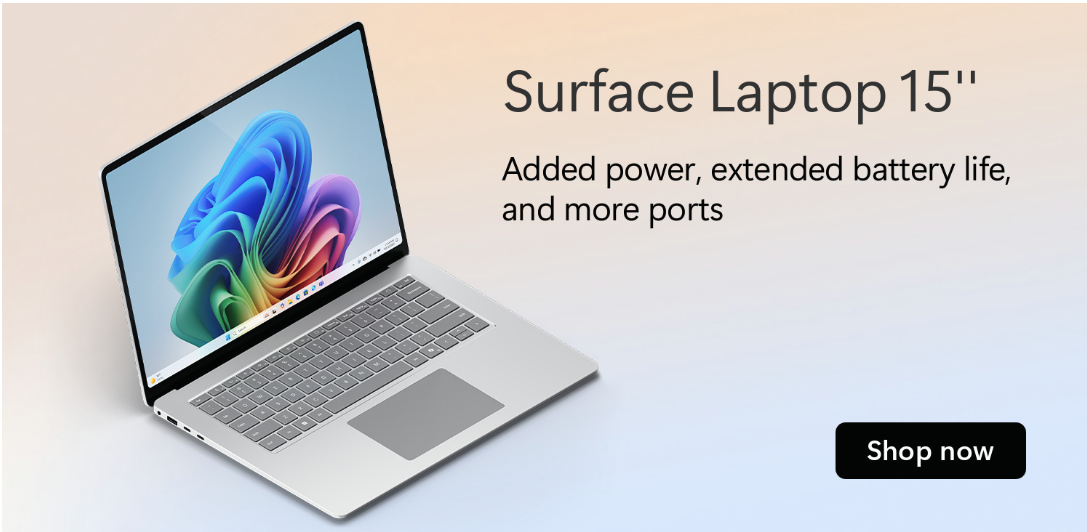 Surface Laptop 15"
Added power, extended battery life,
and more ports
Shop now